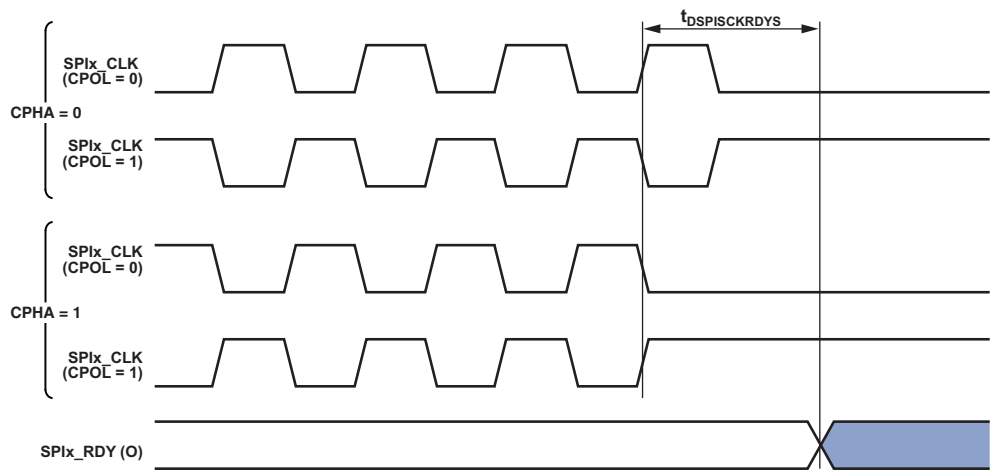 tDSPISCKRDYS
SPIx_CLK
(CPOL = 0)
CPHA = 0
SPIx_CLK
(CPOL = 1)
SPIx_CLK
(CPOL = 0)
CPHA = 1
SPIx_CLK
(CPOL = 1)
SPIx_RDY (O)